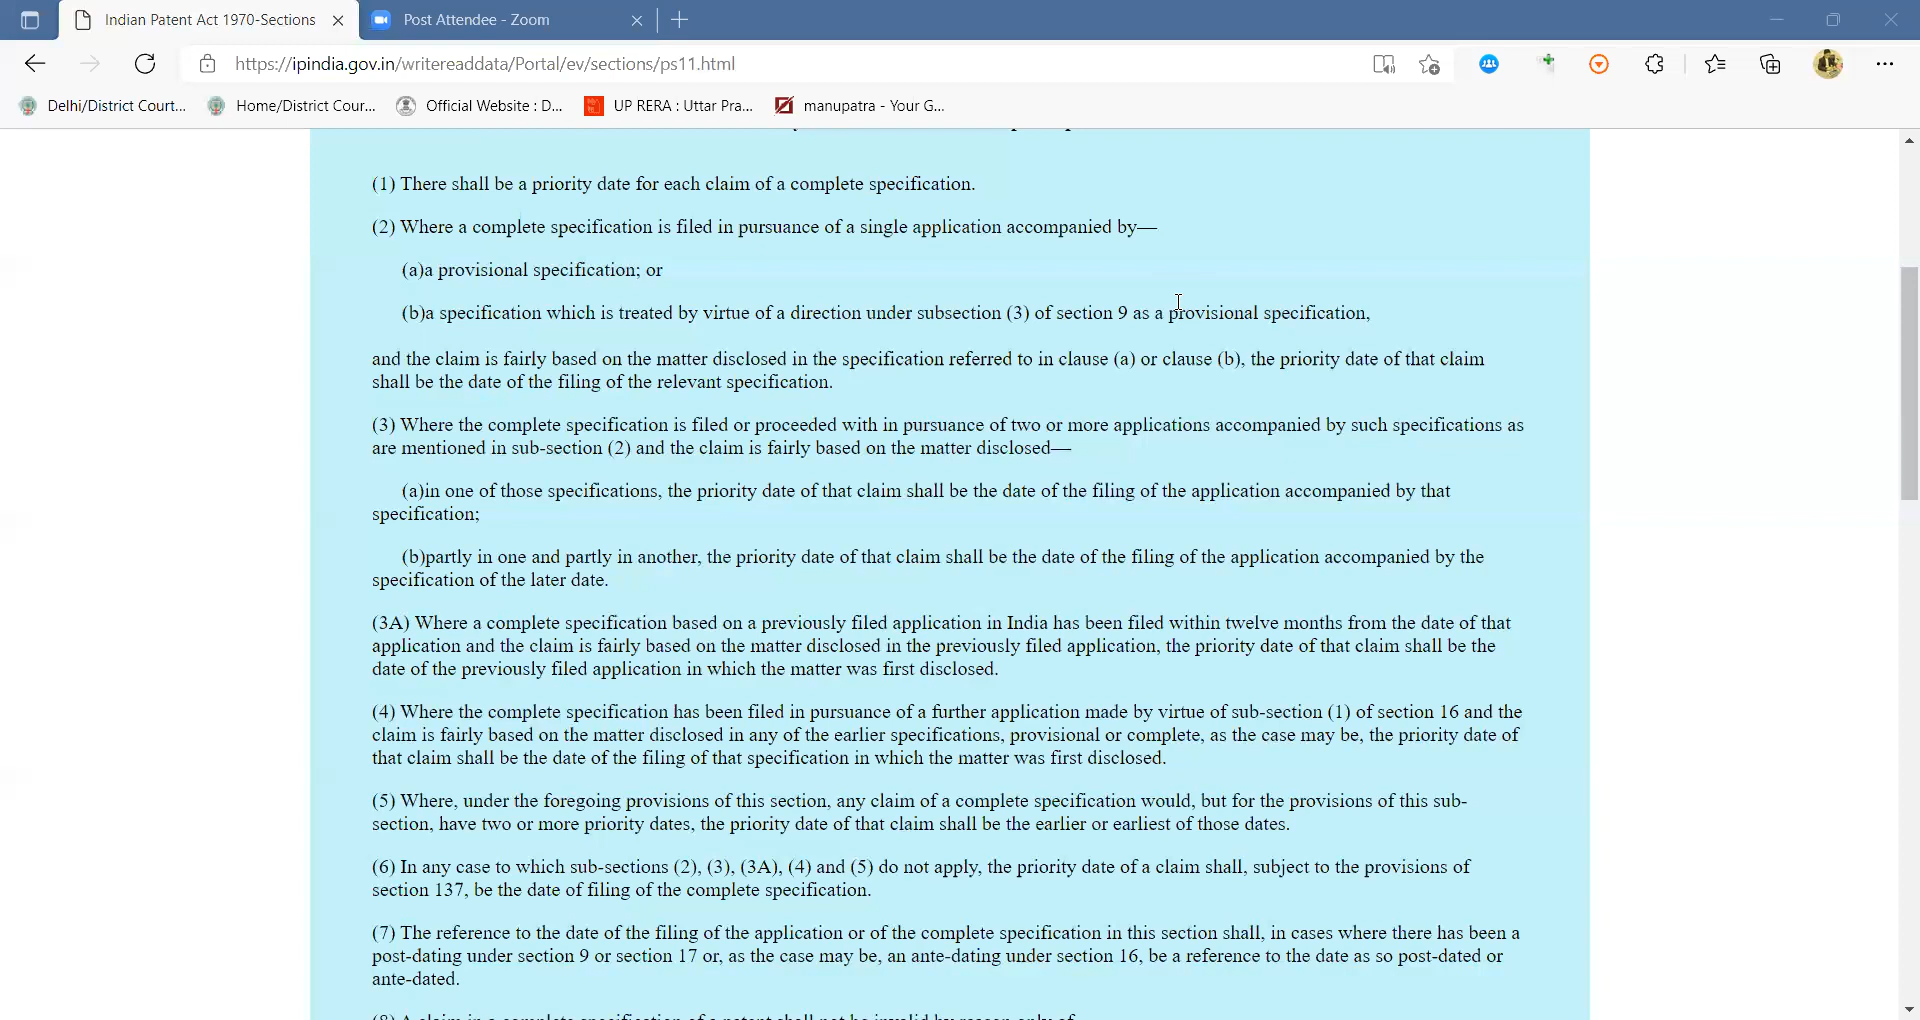 Indian Patent Act 1970-Sections
Post Attendee - Zoom
https://ipindia.gov.in/writereaddata/Portal/ev/sections/ps11.html
Delhi/District Court...
Home/District Cour...
Official Website : D...
UP RERA : Uttar Pra...
manupatra - Your G...
(1) There shall be a priority date for each claim of a complete specification.
(2) Where a complete specification is filed in pursuance of a single application accompanied by—
(a)a provisional specification; or
(b)a specification which is treated by virtue of a direction under subsection (3) of section 9 as a provisional specification,
and the claim is fairly based on the matter disclosed in the specification referred to in clause (a) or clause (b), the priority date of that claim
shall be the date of the filing of the relevant specification.
(3) Where the complete specification is filed or proceeded with in pursuance of two or more applications accompanied by such specifications as
are mentioned in sub-section (2) and the claim is fairly based on the matter disclosed—
(a)in one of those specifications, the priority date of that claim shall be the date of the filing of the application accompanied by that
specification;
(b)partly in one and partly in another, the priority date of that claim shall be the date of the filing of the application accompanied by the
specification of the later date.
(3A) Where a complete specification based on a previously filed application in India has been filed within twelve months from the date of that
application and the claim is fairly based on the matter disclosed in the previously filed application, the priority date of that claim shall be the
date of the previously filed application in which the matter was first disclosed.
(4) Where the complete specification has been filed in pursuance of a further application made by virtue of sub-section (1) of section 16 and the
claim is fairly based on the matter disclosed in any of the earlier specifications, provisional or complete, as the case may be, the priority date of
that claim shall be the date of the filing of that specification in which the matter was first disclosed.
(5) Where, under the foregoing provisions of this section, any claim of a complete specification would, but for the provisions of this sub-
section, have two or more priority dates, the priority date of that claim shall be the earlier or earliest of those dates.
(6) In any case to which sub-sections (2), (3), (3A), (4) and (5) do not apply, the priority date of a claim shall, subject to the provisions of
section 137, be the date of filing of the complete specification.
(7) The reference to the date of the filing of the application or of the complete specification in this section shall, in cases where there has been a
post-dating under section 9 or section 17 or, as the case may be, an ante-dating under section 16, be a reference to the date as so post-dated or
ante-dated.
(8) A claim in a complete specification of a patent shall not be invalid by reason only of